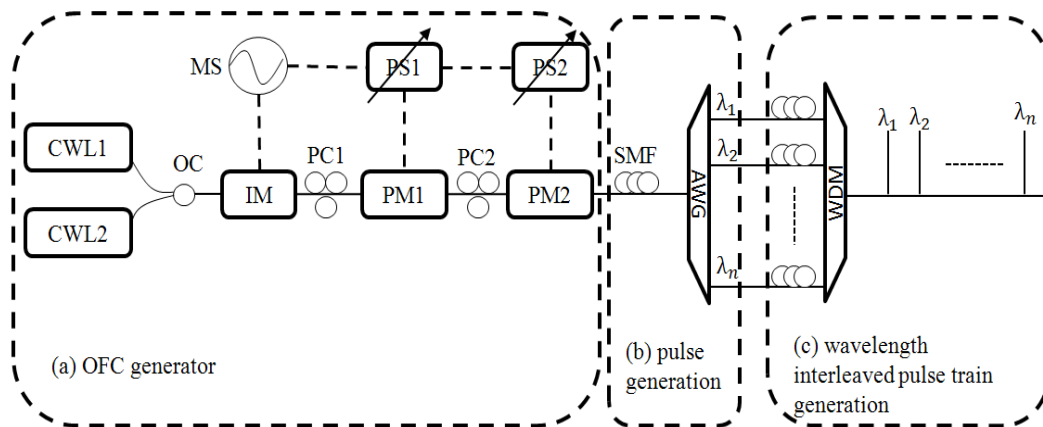 MS
PS1
PS2
CWL1
OC
PC1
PC2
SMF
IM
PM1
PM2
CWL2
AWG
λ1
λ2
λn
WDM
λ1
λ2
λn
(a) OFC generator
(b) pulse
generation
(c) wavelength
interleaved pulse train
generation